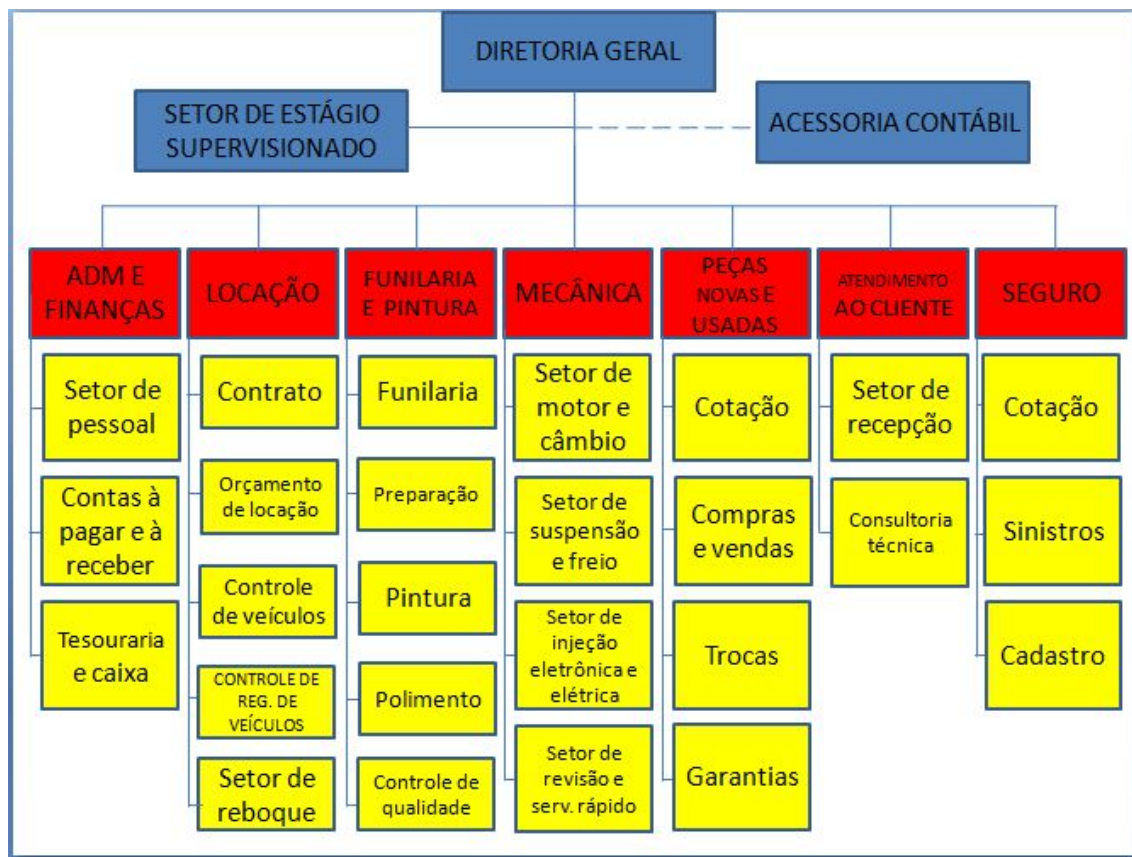 DIRETORIA GERAL
SETOR DE ESTÁGIO
SUPERVISIONADO
ACESSORIA CONTÁBIL
ADM E
FINANÇAS
LOCAÇÃO
FUNILARIA
E PINTURA
MECÂNICA
PEÇAS
NOVAS E
USADAS
ATENDIMENTO
AO CLIENTE
SEGURO
Setor de
pessoal
Contas à
pagar e à
receber
Tesouraria
e caixa
Contrato
Orçamento
de locação
Controle
de veículos
CONTROLE DE
REG. DE
VEÍCULOS
Setor de
reboque
Funilaria
Preparação
Pintura
Polimento
Controle de
qualidade
Setor de
motor e
câmbio
Setor de
suspensão
e freio
Setor de
injeção
eletrônica e
elétrica
Setor de
revisão e
serv. rápido
Cotação
Compras
e vendas
Trocas
Garantias
Setor de
recepção
Consultoria
técnica
Cotação
Sinistros
Cadastro